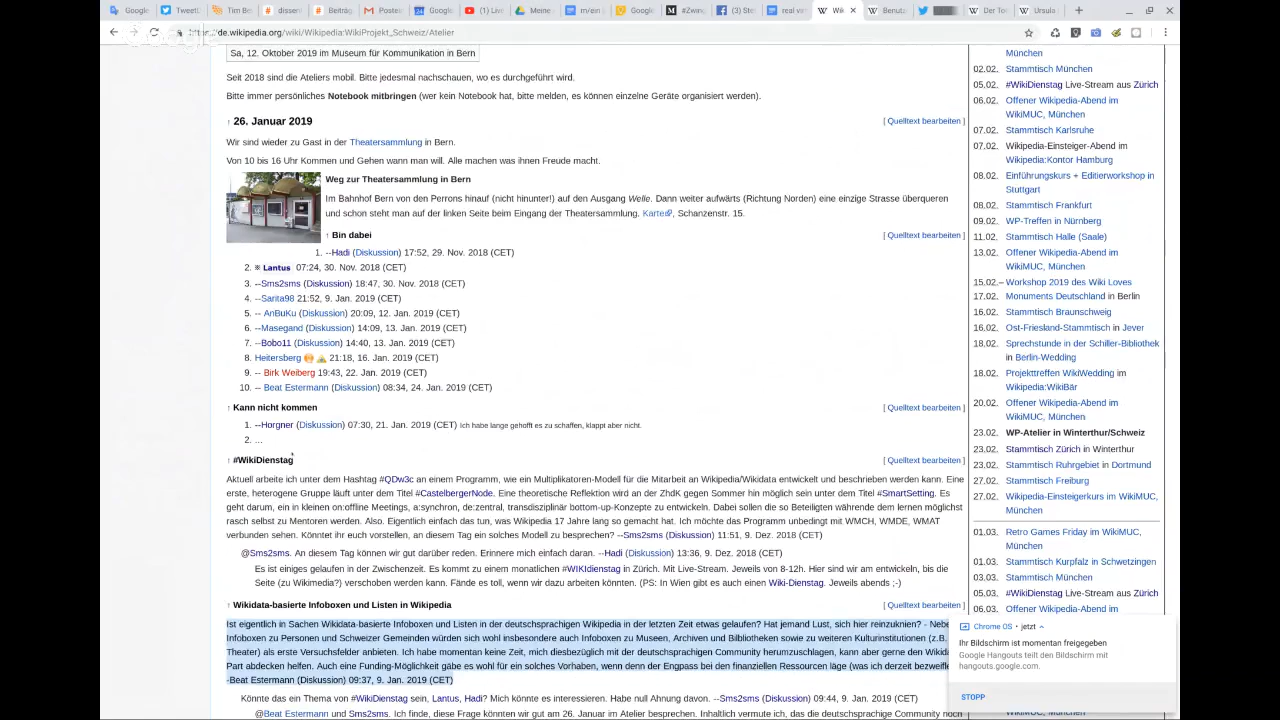 Google
TweetD
Tim Ber
dissen
Beiträg
Postei
Google
(1) Live
Meine
m/ein
Google
#Zwing
(3) Ste
real ve
Wik
Benuta
Der To
Ursula
https://de.wikipedia.org/wiki/Wikipedia:WikiProjekt_Schweiz/Atelier
Sa, 12. Oktober 2019 im Museum für Kommunikation in Bern
Seit 2018 sind die Ateliers mobil. Bitte jedesmal nachschauen, wo es durchgeführt wird.
Bitte immer persönliches Notebook mitbringen (wer kein Notebook hat, bitte melden, es können einzelne Geräte organisiert werden).
↑ 26. Januar 2019 [ Quelltext bearbeiten ]
Wir sind wieder zu Gast in der Theatersammlung in Bern.
Von 10 bis 16 Uhr Kommen und Gehen wann man will. Alle machen was ihnen Freude macht.
Weg zur Theatersammlung in Bern
Im Bahnhof Bern von den Perrons hinauf (nicht hinunter!) auf den Ausgang Welle. Dann weiter aufwärts (Richtung Norden) eine einzige Strasse überqueren
und schon steht man auf der linken Seite beim Eingang der Theatersammlung. Karte, Schanzenstr. 15.
↑ Bin dabei [ Quelltext bearbeiten ]
1. --Hadi (Diskussion) 17:52, 29. Nov. 2018 (CET)
2. ※ Lantus 07:24, 30. Nov. 2018 (CET)
3. --Sms2sms (Diskussion) 18:47, 30. Nov. 2018 (CET)
4. --Sarita98 21:52, 9. Jan. 2019 (CET)
5. -- AnBuKu (Diskussion) 20:09, 12. Jan. 2019 (CET)
6. --Masegand (Diskussion) 14:09, 13. Jan. 2019 (CET)
7. --Bobo11 (Diskussion) 14:40, 13. Jan. 2019 (CET)
8. Heitersberg 21:18, 16. Jan. 2019 (CET)
9. -- Birk Weiberg 19:43, 22. Jan. 2019 (CET)
10. -- Beat Estermann (Diskussion) 08:34, 24. Jan. 2019 (CET)
↑ Kann nicht kommen [ Quelltext bearbeiten ]
1. --Horgner (Diskussion) 07:30, 21. Jan. 2019 (CET) Ich habe lange gehofft es zu schaffen, klappt aber nicht.
2. ...
↑ #WikiDienstag [ Quelltext bearbeiten ]
Aktuell arbeite ich unter dem Hashtag #QDw3c an einem Programm, wie ein Multiplikatoren-Modell für die Mitarbeit an Wikipedia/Wikidata entwickelt und beschrieben werden kann. Eine
erste, heterogene Gruppe läuft unter dem Titel #CastelbergerNode. Eine theoretische Reflektion wird an der ZhdK gegen Sommer hin möglich sein unter dem Titel #SmartSetting. Es
geht darum, ein in kleinen on:offline Meetings, a:synchron, de:zentral, transdisziplinär bottom-up-Konzepte zu entwickeln. Dabei sollen die so Beteiligten während dem lernen möglichst
rasch selbst zu Mentoren werden. Also. Eigentlich einfach das tun, was Wikipedia 17 Jahre lang so gemacht hat. Ich möchte das Programm unbedingt mit WMCH, WMDE, WMAT
verbunden sehen. Könntet ihr euch vorstellen, an diesem Tag ein solches Modell zu besprechen? --Sms2sms (Diskussion) 11:51, 9. Dez. 2018 (CET)
@Sms2sms. An diesem Tag können wir gut darüber reden. Erinnere mich einfach daran. --Hadi (Diskussion) 13:36, 9. Dez. 2018 (CET)
Es ist einiges gelaufen in der Zwischenzeit. Es kommt zu einem monatlichen #WIKIdienstag in Zürich. Mit Live-Stream. Jeweils von 8-12h. Hier sind wir am entwickeln, bis die
Seite (zu Wikimedia?) verschoben werden kann. Fände es toll, wenn wir dazu arbeiten könnten. (PS: In Wien gibt es auch einen Wiki-Dienstag. Jeweils abends ;-)
↑ Wikidata-basierte Infoboxen und Listen in Wikipedia [ Quelltext bearbeiten ]
Ist eigentlich in Sachen Wikidata-basierte Infoboxen und Listen in der deutschsprachigen Wikipedia in der letzten Zeit etwas gelaufen? Hat jemand Lust, sich hier reinzuknien? - Nebe
Infoboxen zu Personen und Schweizer Gemeinden würden sich wohl insbesondere auch Infoboxen zu Museen, Archiven und Bilbliotheken sowie zu weiteren Kulturinstitutionen (z.B.
Theater) als erste Versuchsfelder anbieten. Ich habe momentan keine Zeit, mich diesbezüglich mit der deutschsprachigen Community herumzuschlagen, kann aber gerne den Wikidata
Part abdecken helfen. Auch eine Funding-Möglichkeit gäbe es wohl für ein solches Vorhaben, wenn denn der Engpass bei den finanziellen Ressourcen läge (was ich derzeit bezweifle
-Beat Estermann (Diskussion) 09:37, 9. Jan. 2019 (CET)
Könnte das ein Thema von #WikiDienstag sein, Lantus, Hadi? Mich könnte es interessieren. Habe null Ahnung davon. --Sms2sms (Diskussion) 09:44, 9. Jan. 2019 (CET)
@Beat Estermann und Sms2sms. Ich finde, diese Frage könnten wir gut am 26. Januar im Atelier besprechen. Inhaltlich vermute ich, das die deutschsprachige Community noch
München
02.02. Stammtisch München
05.02. #WikiDienstag Live-Stream aus Zürich
06.02. Offener Wikipedia-Abend im
WikiMUC, München
07.02. Stammtisch Karlsruhe
07.02. Wikipedia-Einsteiger-Abend im
Wikipedia:Kontor Hamburg
08.02. Einführungskurs + Editierworkshop in
Stuttgart
08.02. Stammtisch Frankfurt
09.02. WP-Treffen in Nürnberg
11.02. Stammtisch Halle (Saale)
13.02. Offener Wikipedia-Abend im
WikiMUC, München
15.02.– Workshop 2019 des Wiki Loves
17.02. Monuments Deutschland in Berlin
16.02. Stammtisch Braunschweig
16.02. Ost-Friesland-Stammtisch in Jever
18.02. Sprechstunde in der Schiller-Bibliothek
in Berlin-Wedding
18.02. Projekttreffen WikiWedding im
Wikipedia:WikiBär
20.02. Offener Wikipedia-Abend im
WikiMUC, München
23.02. WP-Atelier in Winterthur/Schweiz
23.02. Stammtisch Zürich in Winterthur
23.02. Stammtisch Ruhrgebiet in Dortmund
27.02. Stammtisch Freiburg
27.02. Wikipedia-Einsteigerkurs im WikiMUC,
München
01.03. Retro Games Friday im WikiMUC,
München
01.03. Stammtisch Kurpfalz in Schwetzingen
03.03. Stammtisch München
05.03. #WikiDienstag Live-Stream aus Zürich
06.03. Offener Wikipedia-Abend im
Chrome OS • jetzt
Ihr Bildschirm ist momentan freigegeben
Google Hangouts teilt den Bildschirm mit
hangouts.google.com.
STOPP